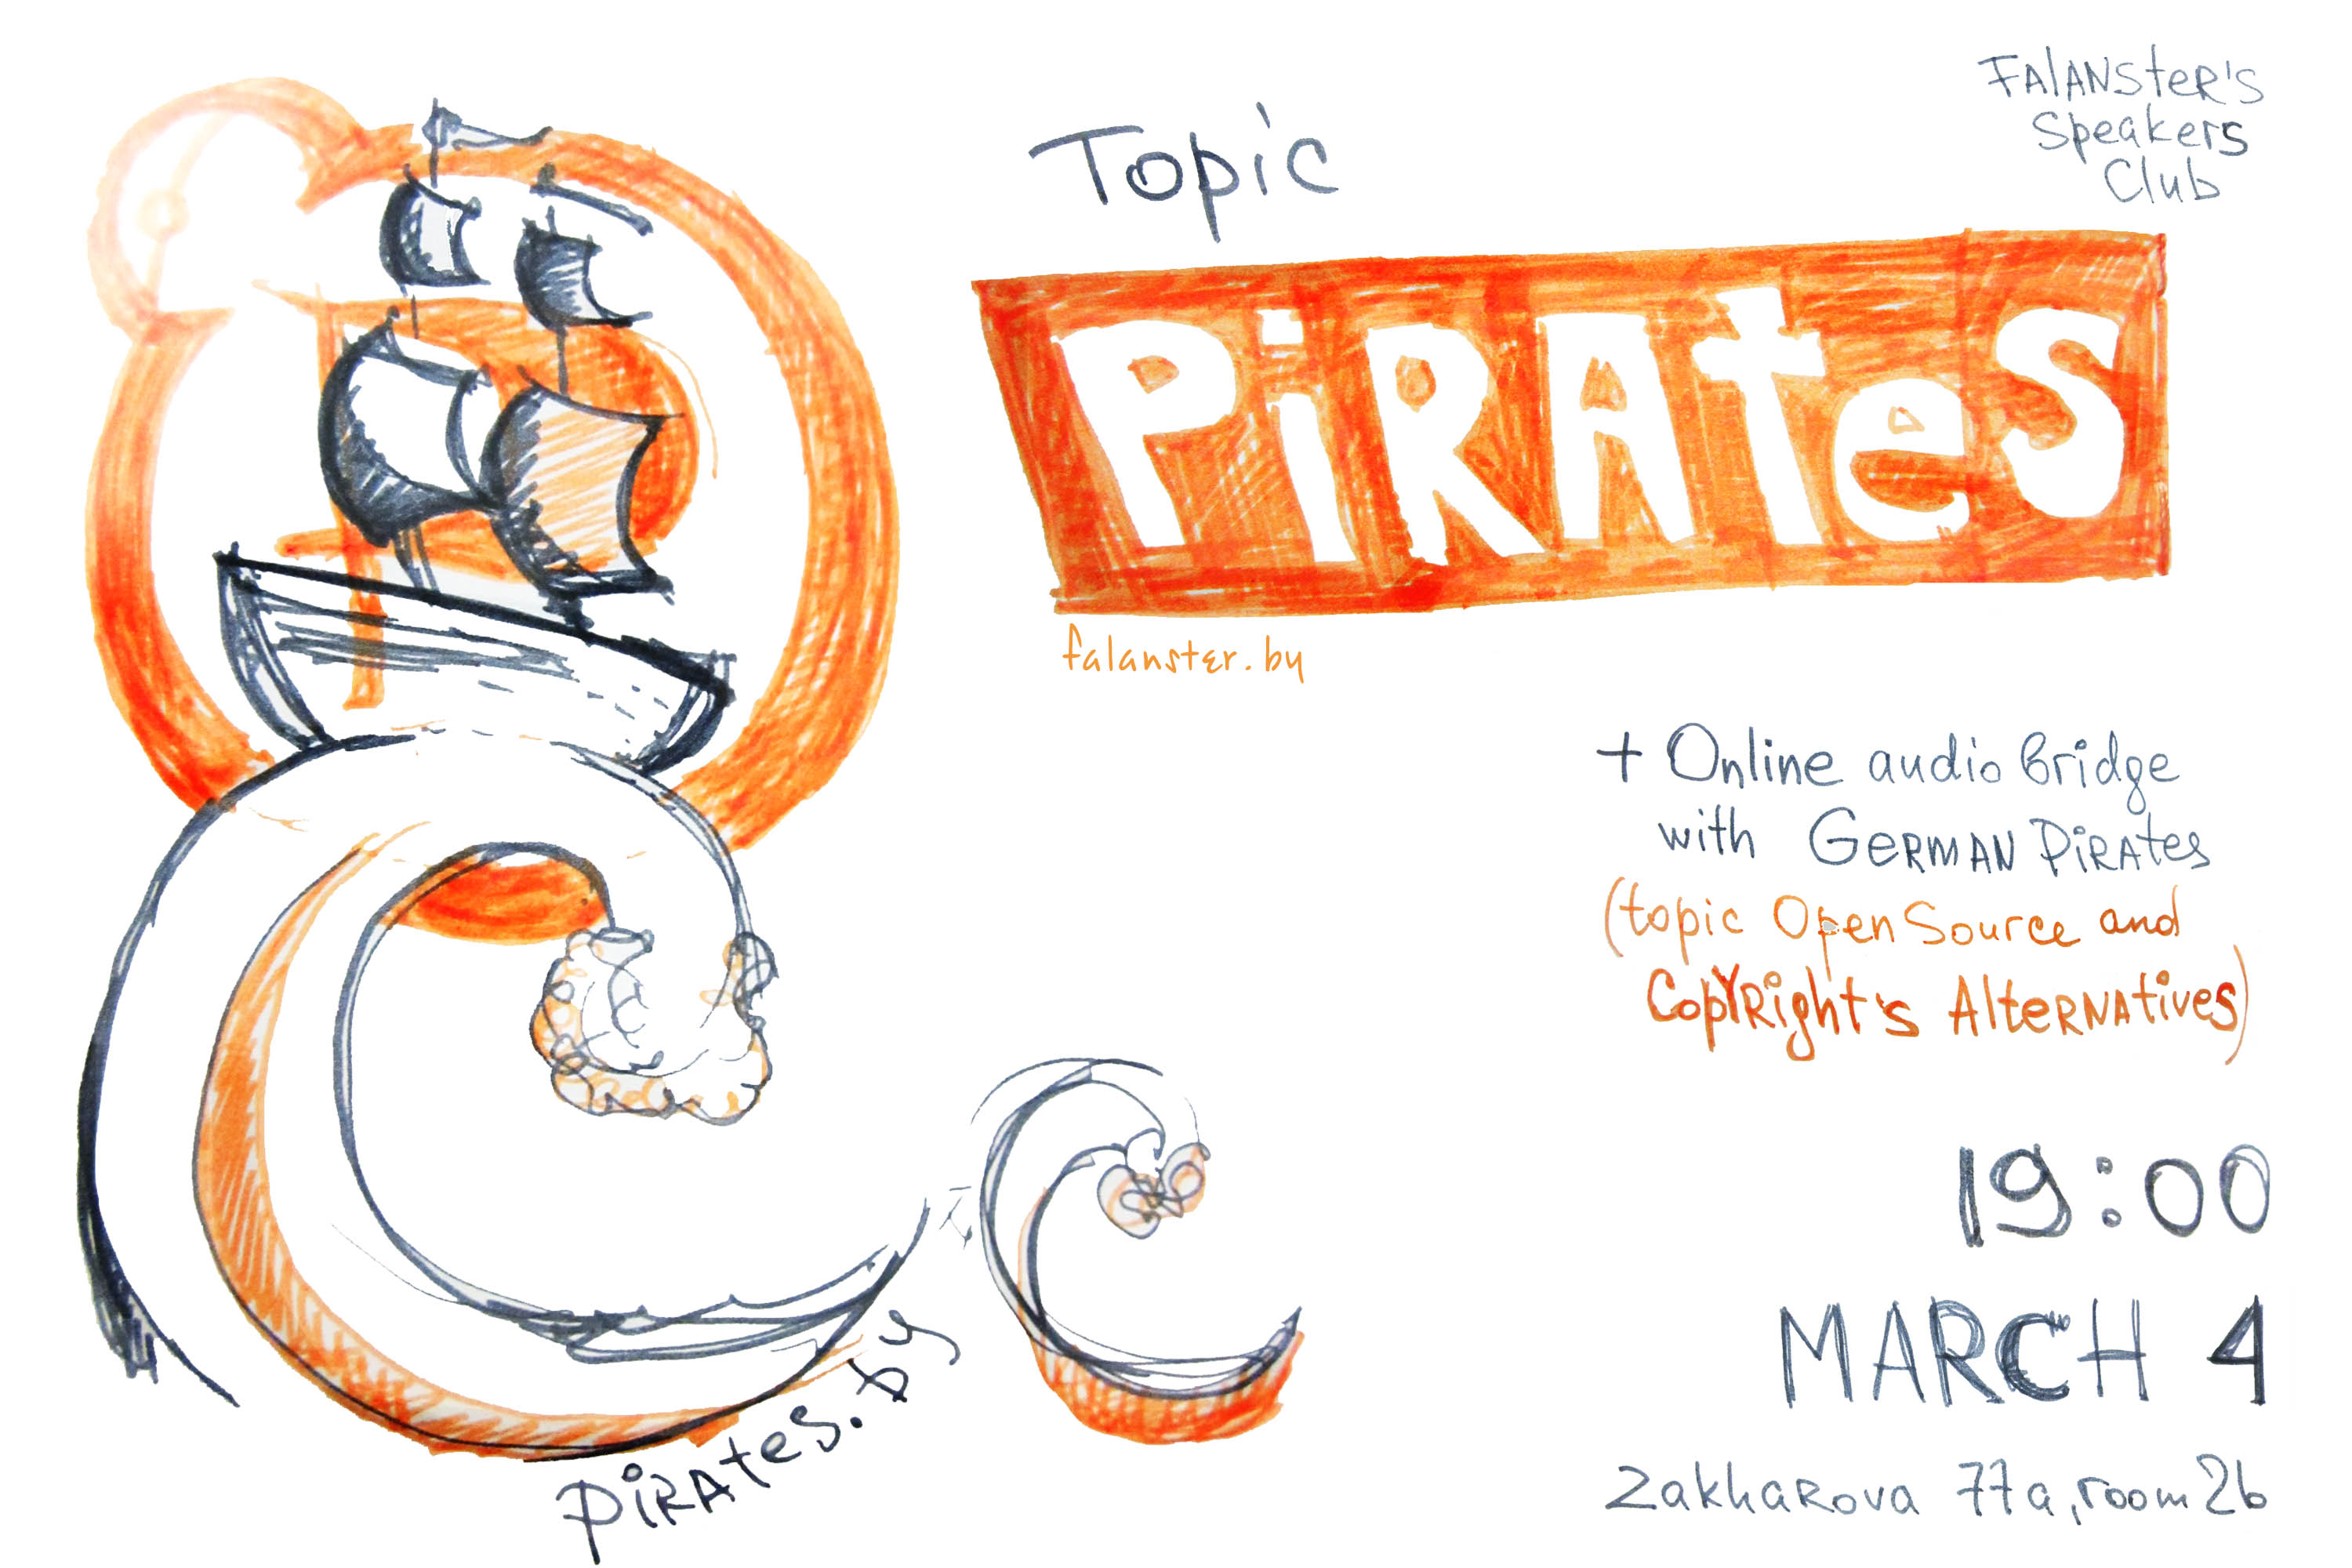 FAlANSteR's
Speakers
Club
Topic
PiRAteS
falanster.by
+ Online audio bridge
with GERMAN PiRAtes
(topic Open Source and
CopYRight's AlteRNAtives)
19:00
MARCH 4
ZakhaRova 77a, room 2b
piRAtes.by